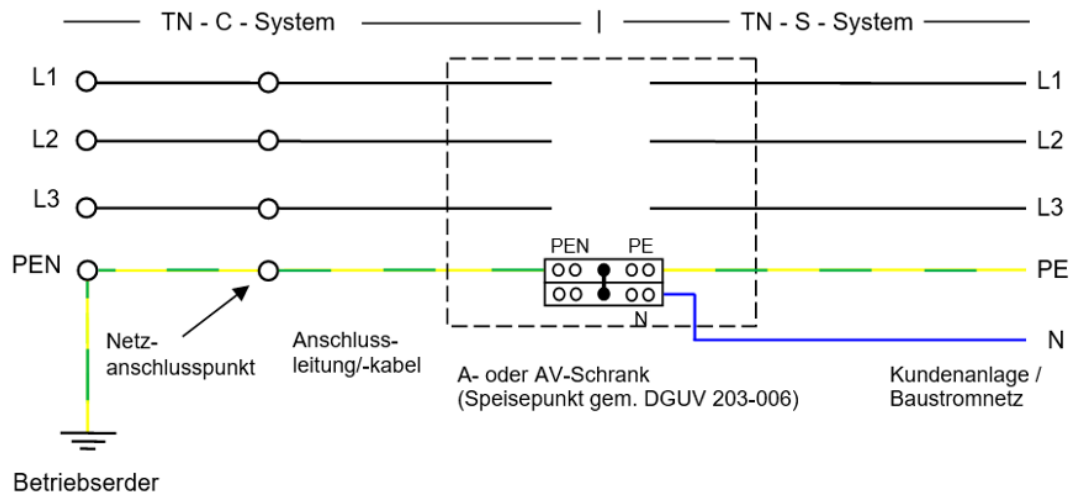 TN - C - System
TN - S - System
L1
L1
L2
L2
L3
L3
PEN
PEN
PE
PE
N
N
Netz-
anschlusspunkt
Anschluss-
leitung/-kabel
A- oder AV-Schrank
(Speisepunkt gem. DGUV 203-006)
Kundenanlage /
Baustromnetz
Betriebserder